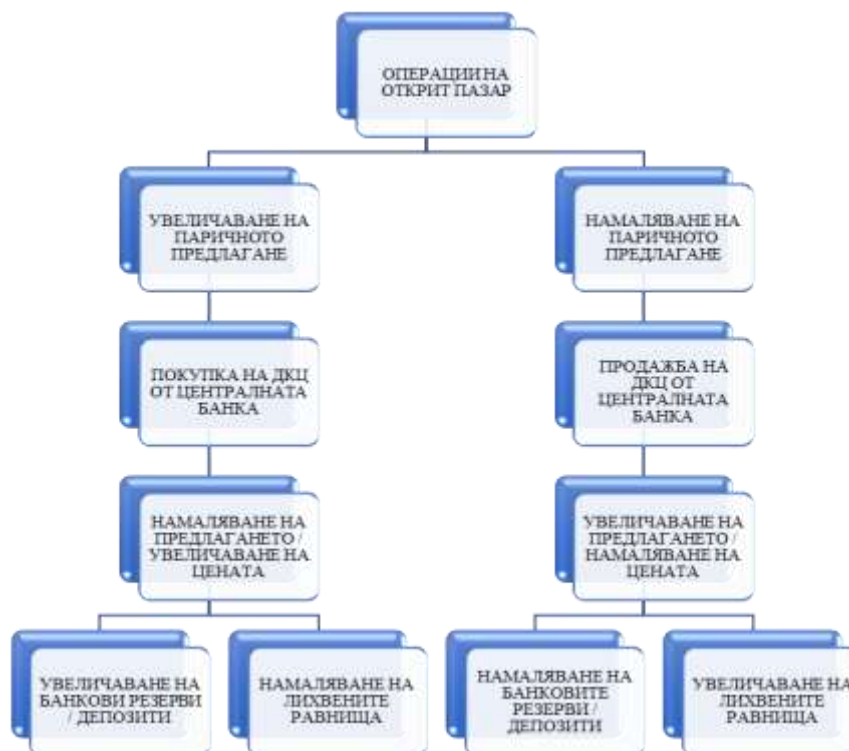 ОПЕРАЦИИ НА
ОТКРИТ ПАЗАР
УВЕЛИЧАВАНЕ НА
ПАРИЧНОТО
ПРЕДЛАГАНЕ
НАМАЛЯВАНЕ НА
ПАРИЧНОТО
ПРЕДЛАГАНЕ
ПОКУПКА НА ДКЦ
ОТ ЦЕНТРАЛНАТА
БАНКА
ПРОДАЖБА НА
ДКЦ ОТ
ЦЕНТРАЛНАТА
БАНКА
НАМАЛЯВАНЕ НА
ПРЕДЛАГАНЕТО /
УВЕЛИЧАВАНЕ НА
ЦЕНАТА
УВЕЛИЧАВАНЕ НА
ПРЕДЛАГАНЕТО /
НАМАЛЯВАНЕ НА
ЦЕНАТА
УВЕЛИЧАВАНЕ НА
БАНКОВИ РЕЗЕРВИ
/ ДЕПОЗИТИ
НАМАЛЯВАНЕ НА
ЛИХВЕНИТЕ
РАВНИЩА
НАМАЛЯВАНЕ НА
БАНКОВИТЕ
РЕЗЕРВИ /
ДЕПОЗИТИ
УВЕЛИЧАВАНЕ НА
ЛИХВЕНИТЕ
РАВНИЩА